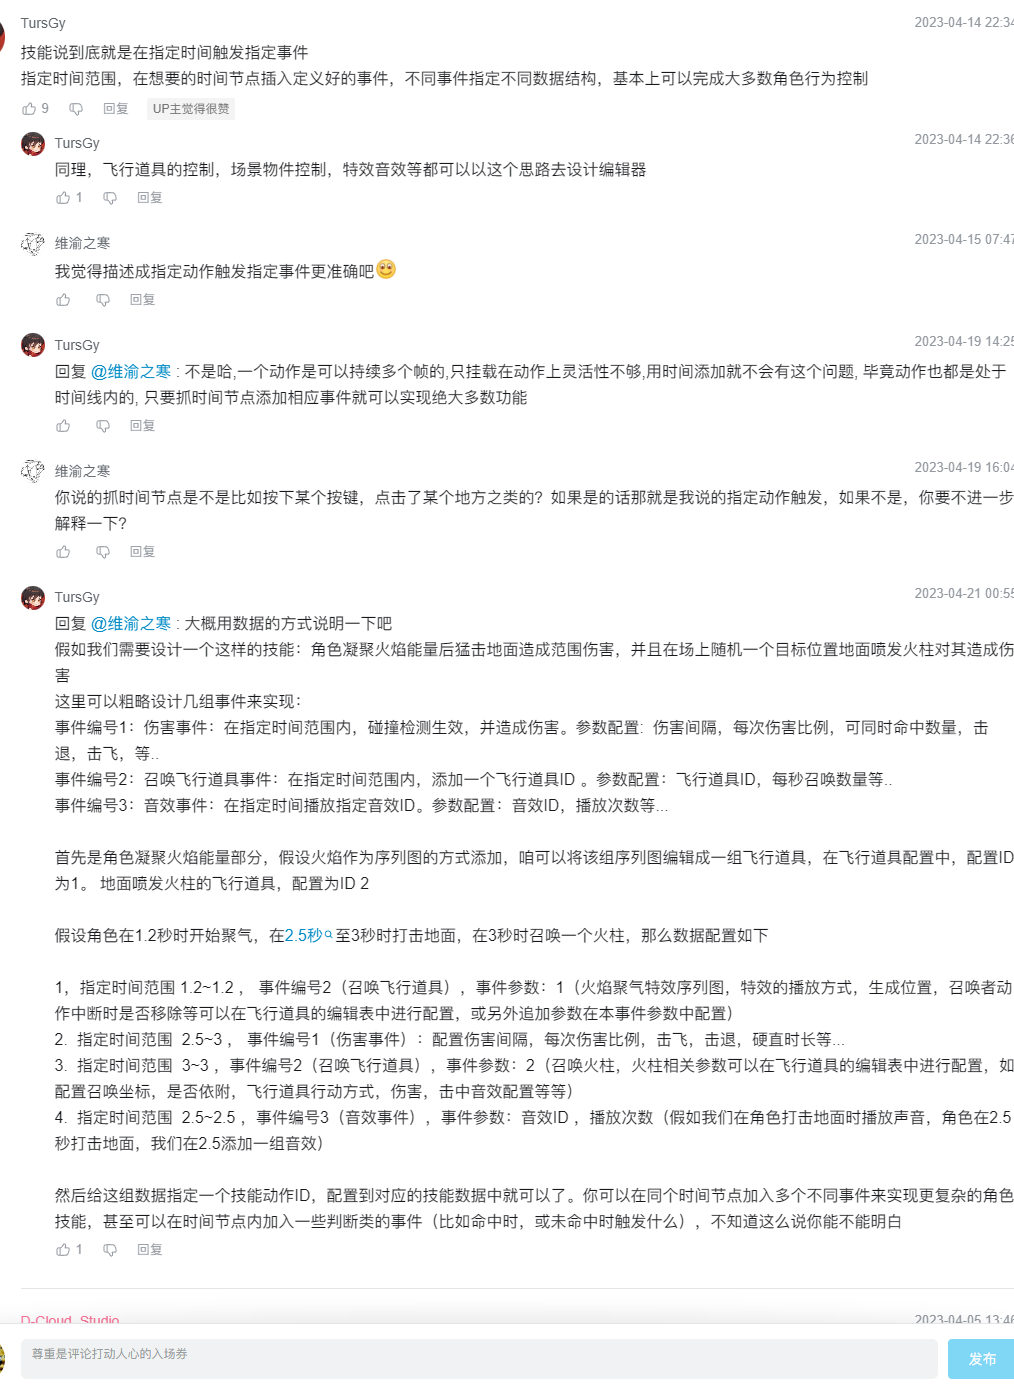 TursGy
2023-04-14 22:34
技能说到底就是在指定时间触发指定事件
指定时间范围，在想要的时间节点插入定义好的事件，不同事件指定不同数据结构，基本上可以完成大多数角色行为控制
9 回复 UP主觉得很赞
TursGy
2023-04-14 22:36
同理，飞行道具的控制，场景物件控制，特效音效等都可以以这个思路去设计编辑器
1 回复
维渝之寒
2023-04-15 07:47
我觉得描述成指定动作触发指定事件更准确吧
回复
TursGy
2023-04-19 14:25
回复 @维渝之寒 : 不是哈,一个动作是可以持续多个帧的,只挂载在动作上灵活性不够,用时间添加就不会有这个问题, 毕竟动作也都是处于
时间线内的, 只要抓时间节点添加相应事件就可以实现绝大多数功能
回复
维渝之寒
2023-04-19 16:04
你说的抓时间节点是不是比如按下某个按键，点击了某个地方之类的？如果是的话那就是我说的指定动作触发，如果不是，你要不进一步
解释一下？
回复
TursGy
2023-04-21 00:55
回复 @维渝之寒 : 大概用数据的方式说明一下吧
假如我们需要设计一个这样的技能：角色凝聚火焰能量后猛击地面造成范围伤害，并且在场上随机一个目标位置地面喷发火柱对其造成伤
害
这里可以粗略设计几组事件来实现：
事件编号1：伤害事件：在指定时间范围内，碰撞检测生效，并造成伤害。参数配置: 伤害间隔，每次伤害比例，可同时命中数量，击
退，击飞，等..
事件编号2：召唤飞行道具事件：在指定时间范围内，添加一个飞行道具ID 。参数配置：飞行道具ID，每秒召唤数量等..
事件编号3：音效事件：在指定时间播放指定音效ID。参数配置：音效ID，播放次数等...
首先是角色凝聚火焰能量部分，假设火焰作为序列图的方式添加，咱可以将该组序列图编辑成一组飞行道具，在飞行道具配置中，配置ID
为1。 地面喷发火柱的飞行道具，配置为ID 2
假设角色在1.2秒时开始聚气，在2.5秒至3秒时打击地面，在3秒时召唤一个火柱，那么数据配置如下
1，指定时间范围 1.2~1.2 ， 事件编号2（召唤飞行道具），事件参数：1（火焰聚气特效序列图，特效的播放方式，生成位置，召唤者动
作中断时是否移除等可以在飞行道具的编辑表中进行配置，或另外追加参数在本事件参数中配置）
2. 指定时间范围 2.5~3 ， 事件编号1（伤害事件）：配置伤害间隔，每次伤害比例，击飞，击退，硬直时长等...
3. 指定时间范围 3~3 ，事件编号2（召唤飞行道具），事件参数：2（召唤火柱，火柱相关参数可以在飞行道具的编辑表中进行配置，如
配置召唤坐标，是否依附，飞行道具行动方式，伤害，击中音效配置等等）
4. 指定时间范围 2.5~2.5 ，事件编号3（音效事件），事件参数：音效ID ，播放次数（假如我们在角色打击地面时播放声音，角色在2.5
秒打击地面，我们在2.5添加一组音效）
然后给这组数据指定一个技能动作ID，配置到对应的技能数据中就可以了。你可以在同个时间节点加入多个不同事件来实现更复杂的角色
技能，甚至可以在时间节点内加入一些判断类的事件（比如命中时，或未命中时触发什么），不知道这么说你能不能明白
1 回复
D-Cloud_Studio
2023-04-05 13:46
尊重是评论打动人心的入场券
发布